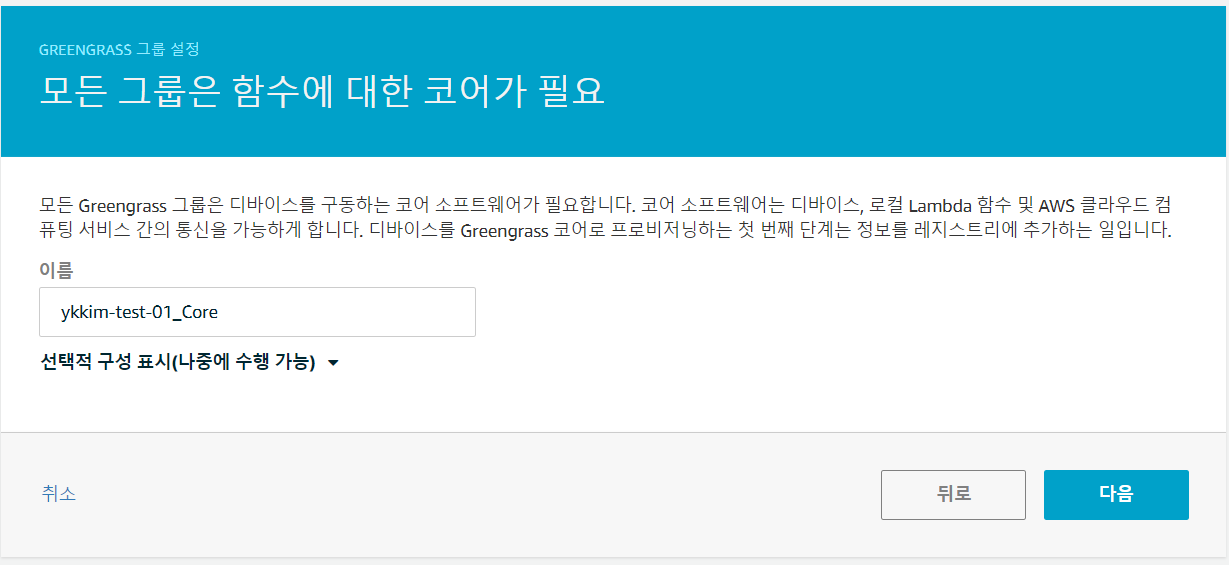 GREENGRASS 그룹 설정
모든 그룹은 함수에 대한 코어가 필요
모든 Greengrass 그룹은 디바이스를 구동하는 코어 소프트웨어가 필요합니다. 코어 소프트웨어는 디바이스, 로컬 Lambda 함수 및 AWS 클라우드 컴
퓨팅 서비스 간의 통신을 가능하게 합니다. 디바이스를 Greengrass 코어로 프로비저닝하는 첫 번째 단계는 정보를 레지스트리에 추가하는 일입니다.
이름
ykkim-test-01_Core
선택적 구성 표시(나중에 수행 가능)
취소
뒤로
다음